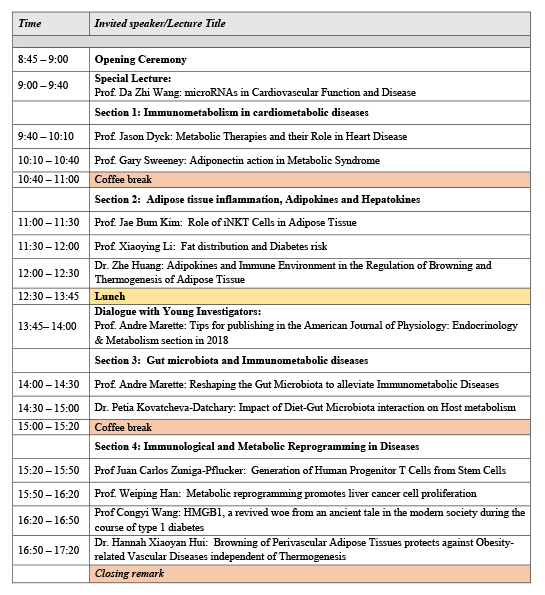 Time Invited speaker/Lecture Title
8:45 – 9:00 Opening Ceremony
9:00 – 9:40 Special Lecture:
Prof. Da Zhi Wang: microRNAs in Cardiovascular Function and Disease
Section 1: Immunometabolism in cardiometabolic diseases
9:40 – 10:10 Prof. Jason Dyck: Metabolic Therapies and their Role in Heart Disease
10:10 – 10:40 Prof. Gary Sweeney: Adiponectin action in Metabolic Syndrome
10:40 – 11:00 Coffee break
Section 2: Adipose tissue inflammation, Adipokines and Hepatokines
11:00 – 11:30 Prof. Jae Bum Kim: Role of iNKT Cells in Adipose Tissue
11:30 – 12:00 Prof. Xiaoying Li: Fat distribution and Diabetes risk
12:00 – 12:30 Dr. Zhe Huang: Adipokines and Immune Environment in the Regulation of Browning and
Thermogenesis of Adipose Tissue
12:30 – 13:45 Lunch
13:45– 14:00 Dialogue with Young Investigators:
Prof. Andre Marette: Tips for publishing in the American Journal of Physiology: Endocrinology
& Metabolism section in 2018
Section 3: Gut microbiota and Immunometabolic diseases
14:00 – 14:30 Prof. Andre Marette: Reshaping the Gut Microbiota to alleviate Immunometabolic Diseases
14:30 – 15:00 Dr. Petia Kovatcheva-Datchary: Impact of Diet-Gut Microbiota interaction on Host metabolism
15:00 – 15:20 Coffee break
Section 4: Immunological and Metabolic Reprogramming in Diseases
15:20 – 15:50 Prof Juan Carlos Zuniga-Pflucker: Generation of Human Progenitor T Cells from Stem Cells
15:50 – 16:20 Prof. Weiping Han: Metabolic reprogramming promotes liver cancer cell proliferation
16:20 – 16:50 Prof Congyi Wang: HMGB1, a revived woe from an ancient tale in the modern society during the
course of type 1 diabetes
16:50 – 17:20 Dr. Hannah Xiaoyan Hui: Browning of Perivascular Adipose Tissues protects against Obesity-
related Vascular Diseases independent of Thermogenesis
Closing remark